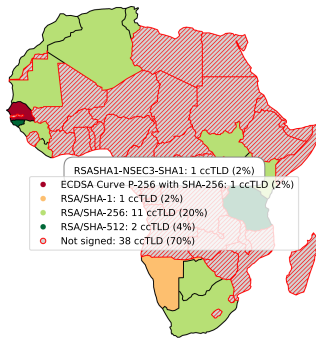 RSASHA1-NSEC3-SHA1: 1 ccTLD (2%)
ECDSA Curve P-256 with SHA-256: 1 ccTLD (2%)
RSA/SHA-1: 1 ccTLD (2%)
RSA/SHA-256: 11 ccTLD (20%)
RSA/SHA-512: 2 ccTLD (4%)
Not signed: 38 ccTLD (70%)